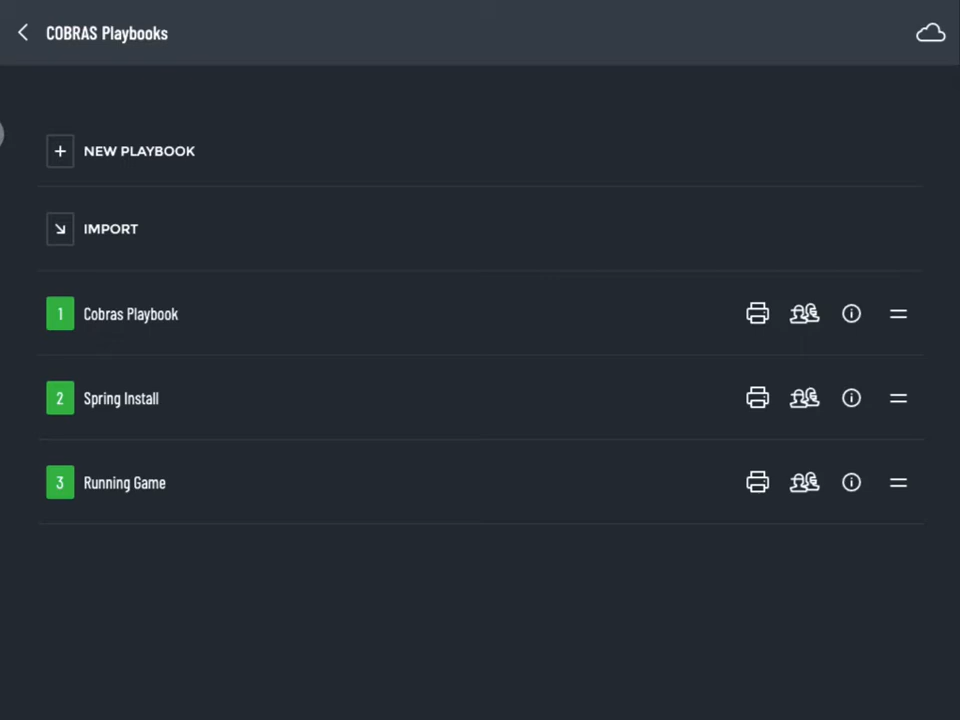 COBRAS Playbooks
NEW PLAYBOOK
IMPORT
1 Cobras Playbook
2 Spring Install
3 Running Game